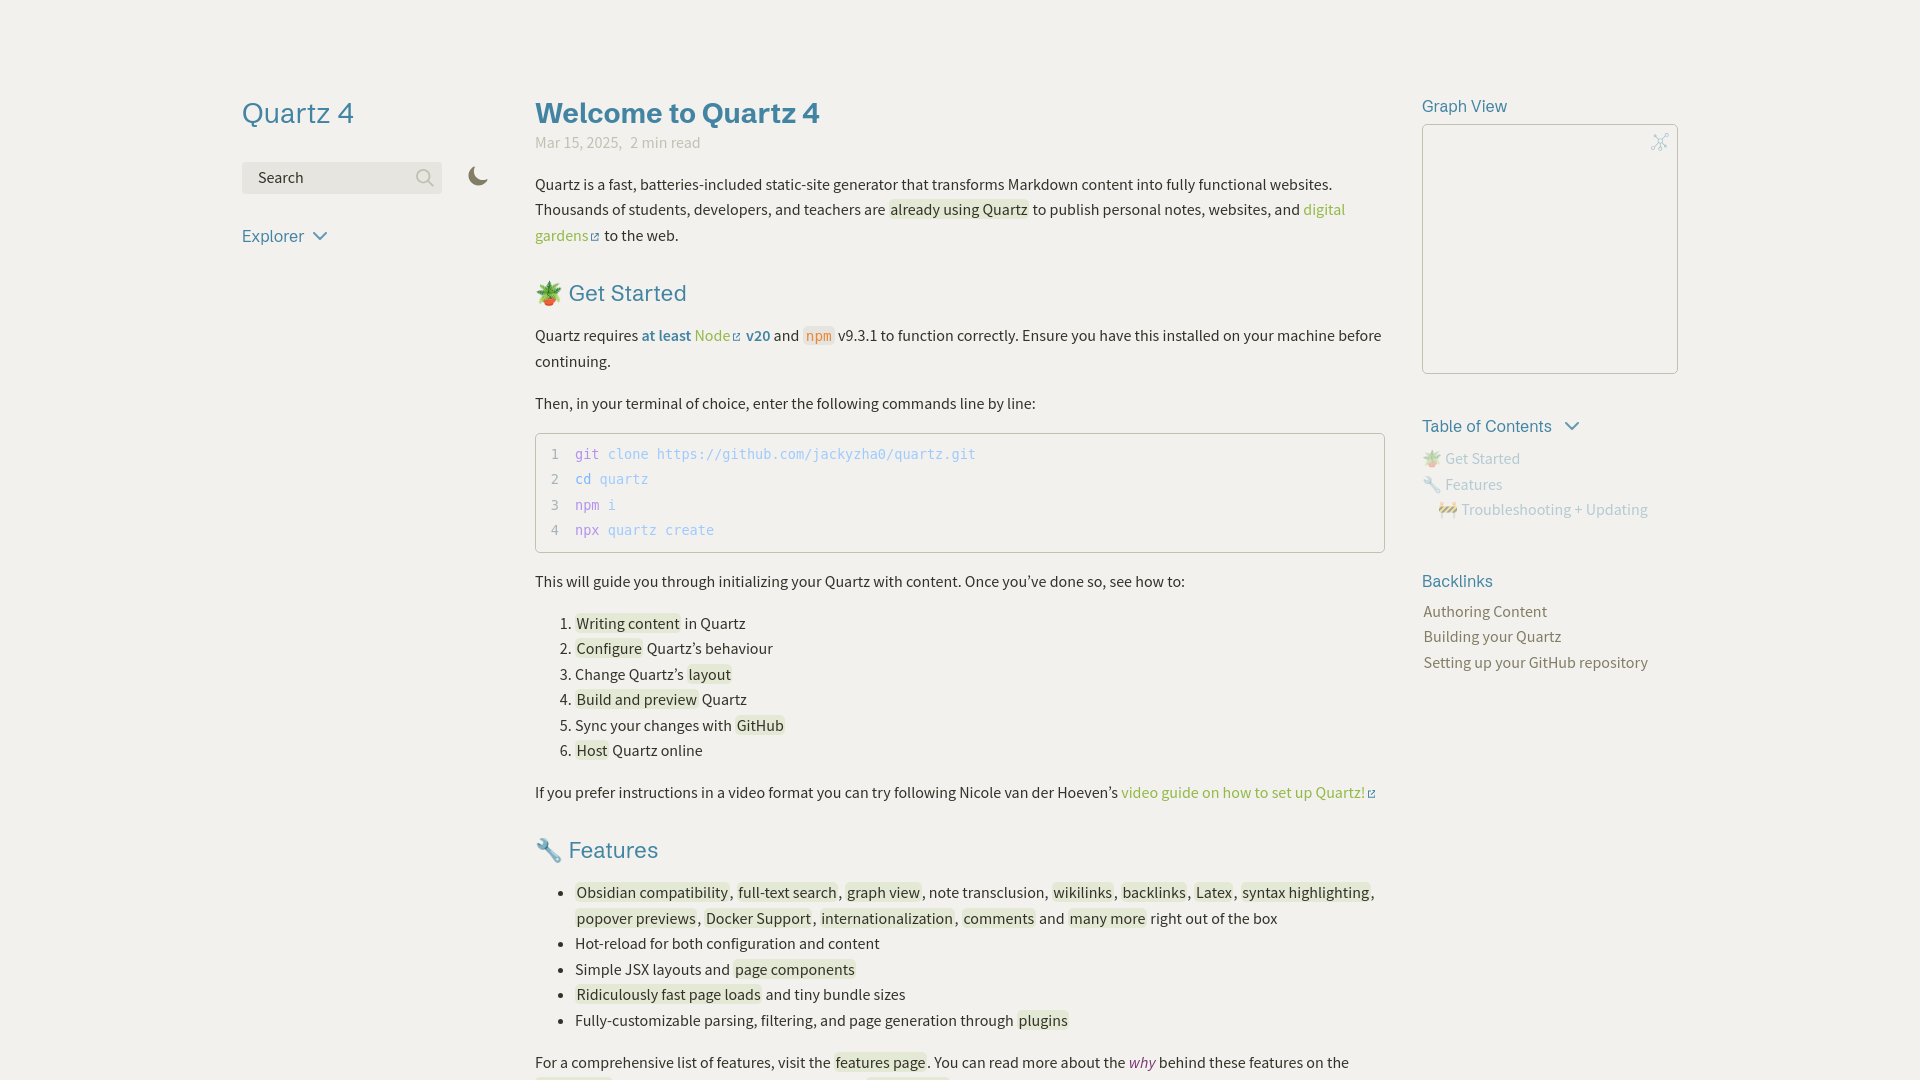 Quartz 4
Search
Explorer
Welcome to Quartz 4
Mar 15, 2025, 2 min read
Quartz is a fast, batteries-included static-site generator that transforms Markdown content into fully functional websites.
Thousands of students, developers, and teachers are already using Quartz to publish personal notes, websites, and digital
gardens to the web.
🪴 Get Started
Quartz requires at least Node v20 and npm v9.3.1 to function correctly. Ensure you have this installed on your machine before
continuing.
Then, in your terminal of choice, enter the following commands line by line:
1 git clone https://github.com/jackyzha0/quartz.git
2 cd quartz
3 npm i
4 npx quartz create
This will guide you through initializing your Quartz with content. Once you’ve done so, see how to:
1. Writing content in Quartz
2. Configure Quartz’s behaviour
3. Change Quartz’s layout
4. Build and preview Quartz
5. Sync your changes with GitHub
6. Host Quartz online
If you prefer instructions in a video format you can try following Nicole van der Hoeven’s video guide on how to set up Quartz!
🔧 Features
• Obsidian compatibility, full-text search, graph view, note transclusion, wikilinks, backlinks, Latex, syntax highlighting,
popover previews, Docker Support, internationalization, comments and many more right out of the box
• Hot-reload for both configuration and content
• Simple JSX layouts and page components
• Ridiculously fast page loads and tiny bundle sizes
• Fully-customizable parsing, filtering, and page generation through plugins
For a comprehensive list of features, visit the features page. You can read more about the why behind these features on the
Graph View
Table of Contents
🪴 Get Started
🔧 Features
🚧 Troubleshooting + Updating
Backlinks
Authoring Content
Building your Quartz
Setting up your GitHub repository